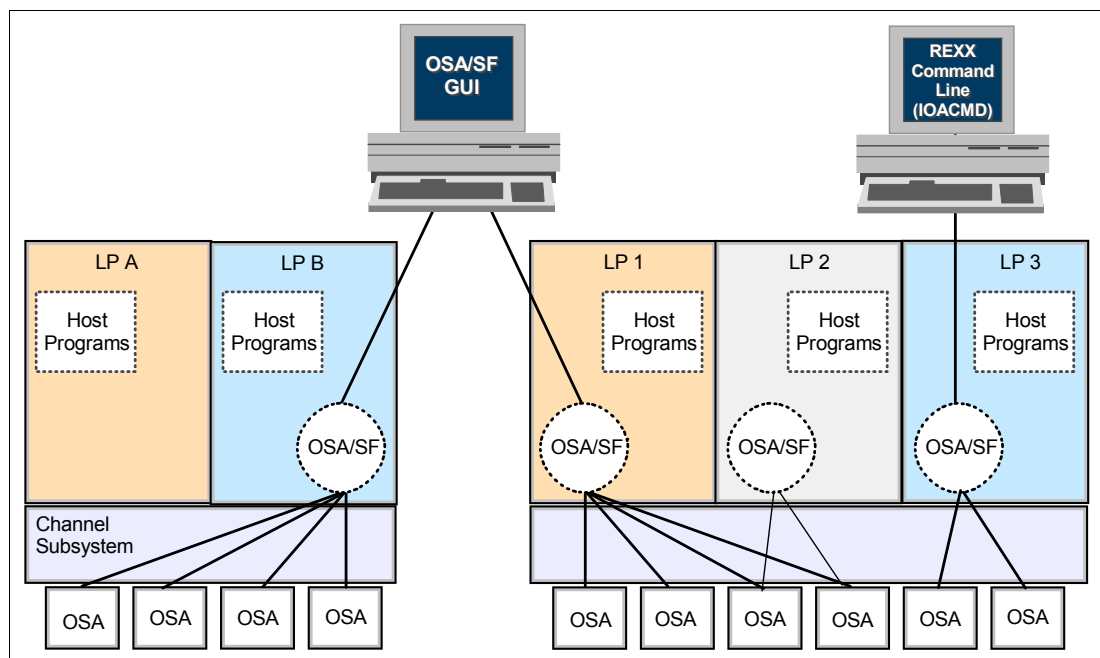 OSA/SF
GUI
REXX
Command
Line
(IOACMD)
LP A
LP B
LP 1
LP 2
LP 3
Host
Programs
Host
Programs
Host
Programs
Host
Programs
Host
Programs
OSA/SF
OSA/SF
OSA/SF
OSA/SF
Channel
Subsystem
OSA
OSA
OSA
OSA
OSA
OSA
OSA
OSA
OSA
OSA